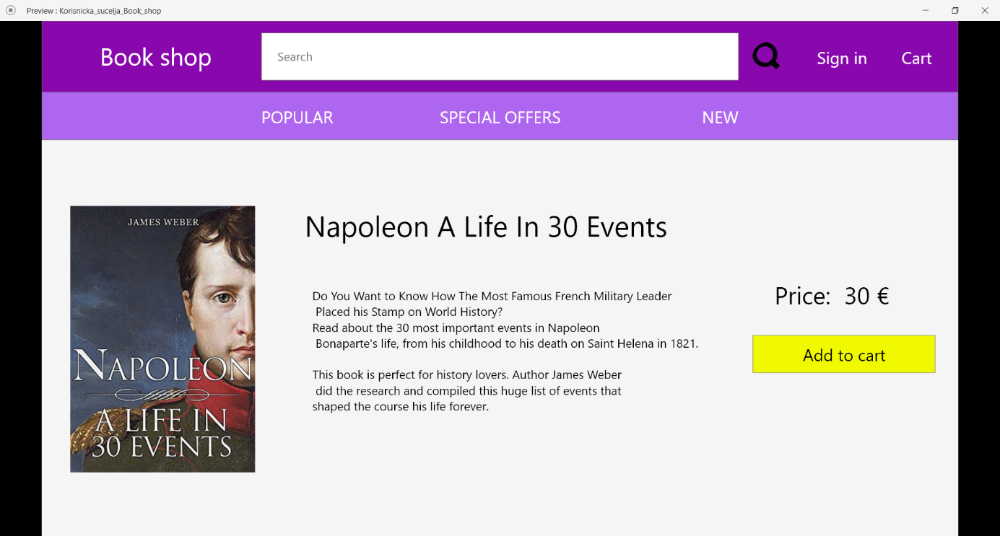 Preview : Korisnicka_sucelja_Book_shop
Book shop
Search
Sign in
Cart
POPULAR
SPECIAL OFFERS
NEW
JAMES WEBER
NAPOLEON
A LIFE IN
30 EVENTS
Napoleon A Life In 30 Events
Do You Want to Know How The Most Famous French Military Leader
Placed his Stamp on World History?
Read about the 30 most important events in Napoleon
Bonaparte's life, from his childhood to his death on Saint Helena in 1821.
This book is perfect for history lovers. Author James Weber
did the research and compiled this huge list of events that
shaped the course his life forever.
Price: 30 €
Add to cart